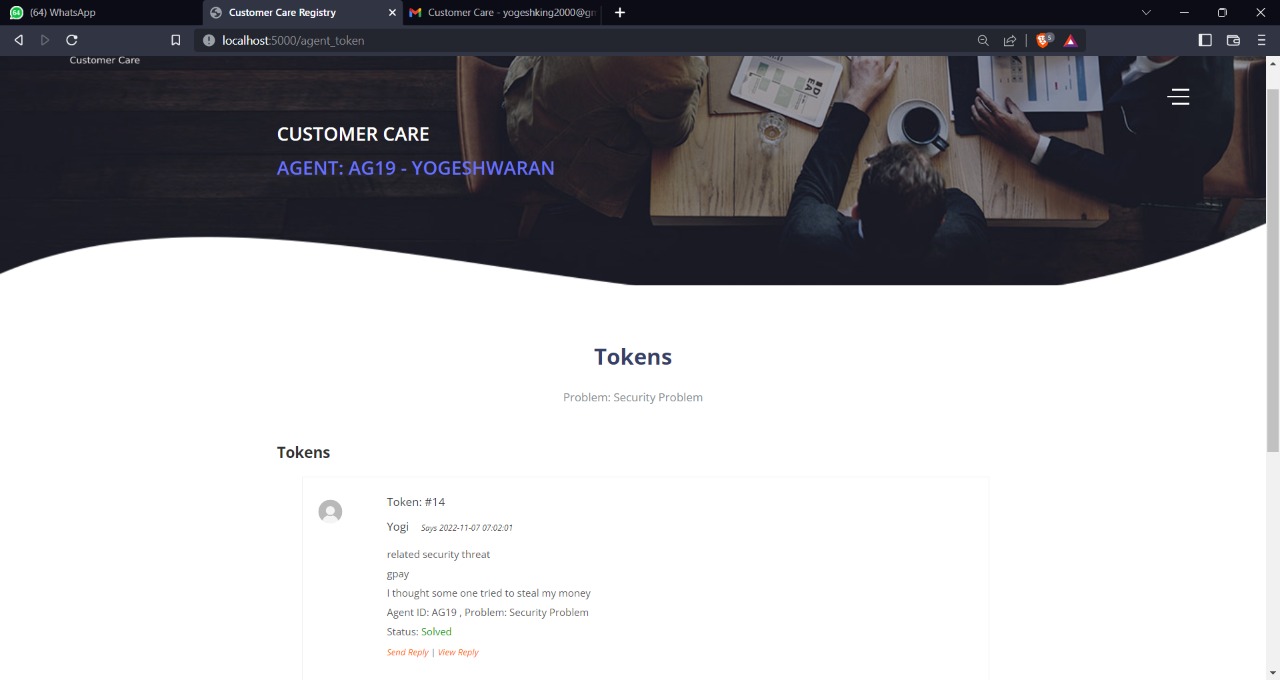 (64) WhatsApp
Customer Care Registry
Customer Care - yogeshking2000@gm
localhost:5000/agent_token
Customer Care
CUSTOMER CARE
AGENT: AG19 - YOGESHWARAN
Tokens
Problem: Security Problem
Tokens
Token: #14
Yogi Says 2022-11-07 07:02:01
related security threat
gpay
I thought some one tried to steal my money
Agent ID: AG19 , Problem: Security Problem
Status: Solved
Send Reply | View Reply